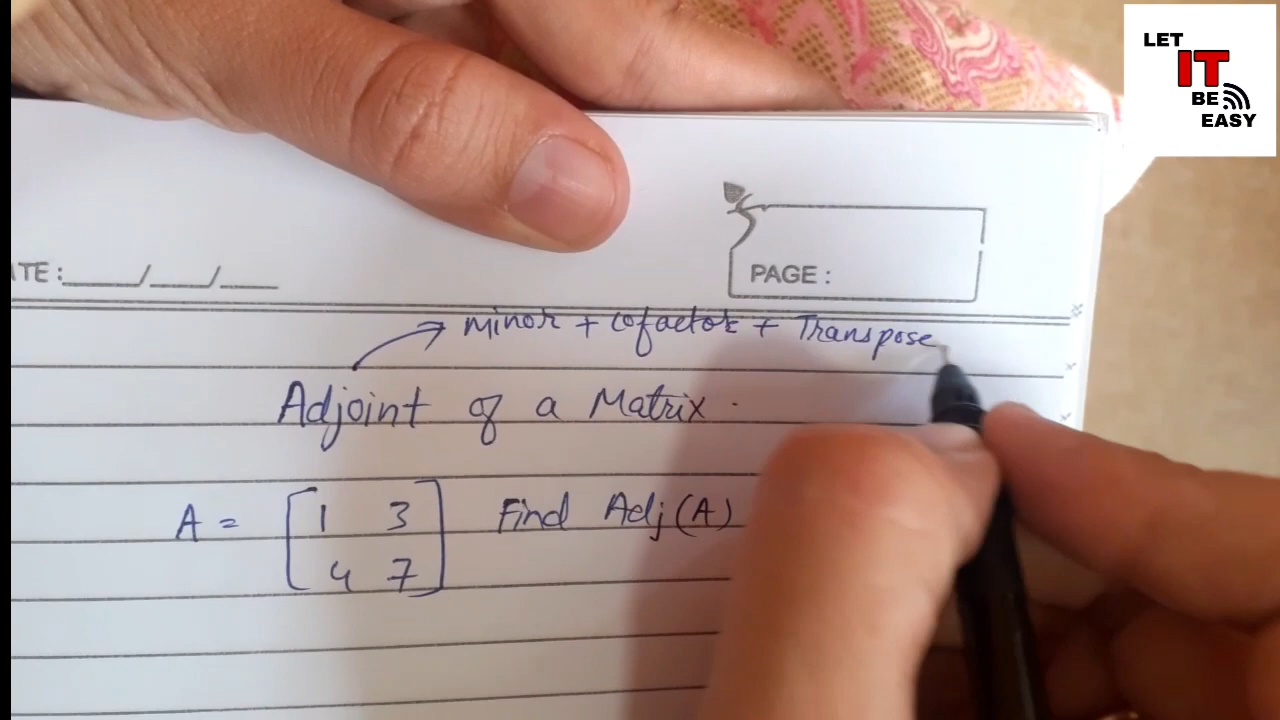 LET
IT
BE
EASY
ATE:___/___/___
PAGE :
Minor + Cofactor + Transpose
Adjoint of a Matrix .
A = [ 1 3
4 7 ]
Find Adj(A)